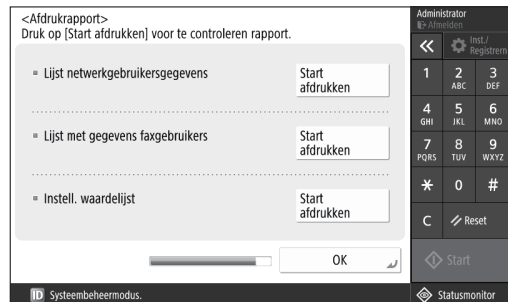 <Afdrukrapport>
Druk op [Start afdrukken] voor te controleren rapport.
Lijst netwerkgebruikersgegevens
Start
afdrukken
Lijst met gegevens faxgebruikers
Start
afdrukken
Instell. waardelijst
Start
afdrukken
OK
ID Systeembeheermodus.
Administrator
Afmelden
Inst./
Registrern
1
2
ABC
3
DEF
4
GHI
5
JKL
6
MNO
7
PQRS
8
TUV
9
WXYZ
* 0 #
C
Reset
Start
Statusmonitor